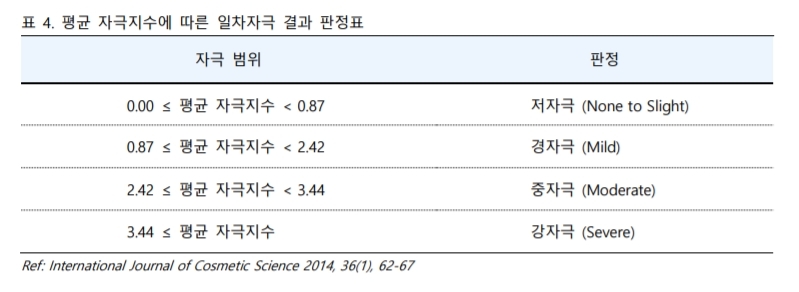 표 4. 평균 자극지수에 따른 일차자극 결과 판정표
자극 범위 판정
0.00 ≤ 평균 자극지수 < 0.87 저자극 (None to Slight)
0.87 ≤ 평균 자극지수 < 2.42 경자극 (Mild)
2.42 ≤ 평균 자극지수 < 3.44 중자극 (Moderate)
3.44 ≤ 평균 자극지수 강자극 (Severe)
Ref: International Journal of Cosmetic Science 2014, 36(1), 62-67